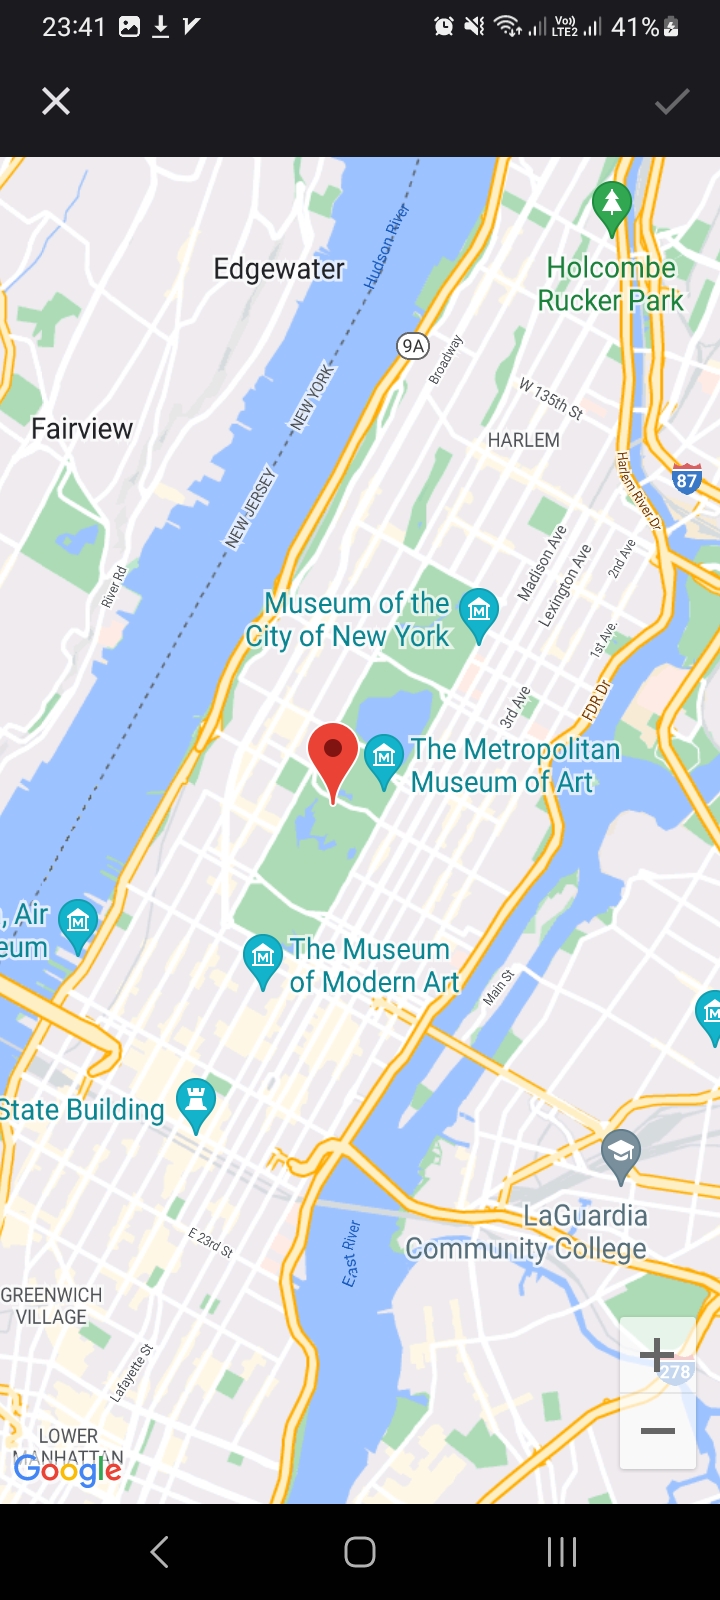 23:41
Vo))
LTE2
41%
Hudson River
Edgewater
Holcombe
Rucker Park
9A
Broadway
NEW YORK
W 135th St
Fairview
HARLEM
87
Harlem River Dr
NEW JERSEY
Madison Ave
Lexington Ave
2nd Ave
River Rd
Museum of the
City of New York
1st Ave.
3rd Ave
FDR Dr
The Metropolitan
Museum of Art
, Air
eum
The Museum
of Modern Art
Main St
State Building
LaGuardia
Community College
E 23rd St
East River
GREENWICH
VILLAGE
Lafayette St
278
LOWER
MANHATTAN
Google